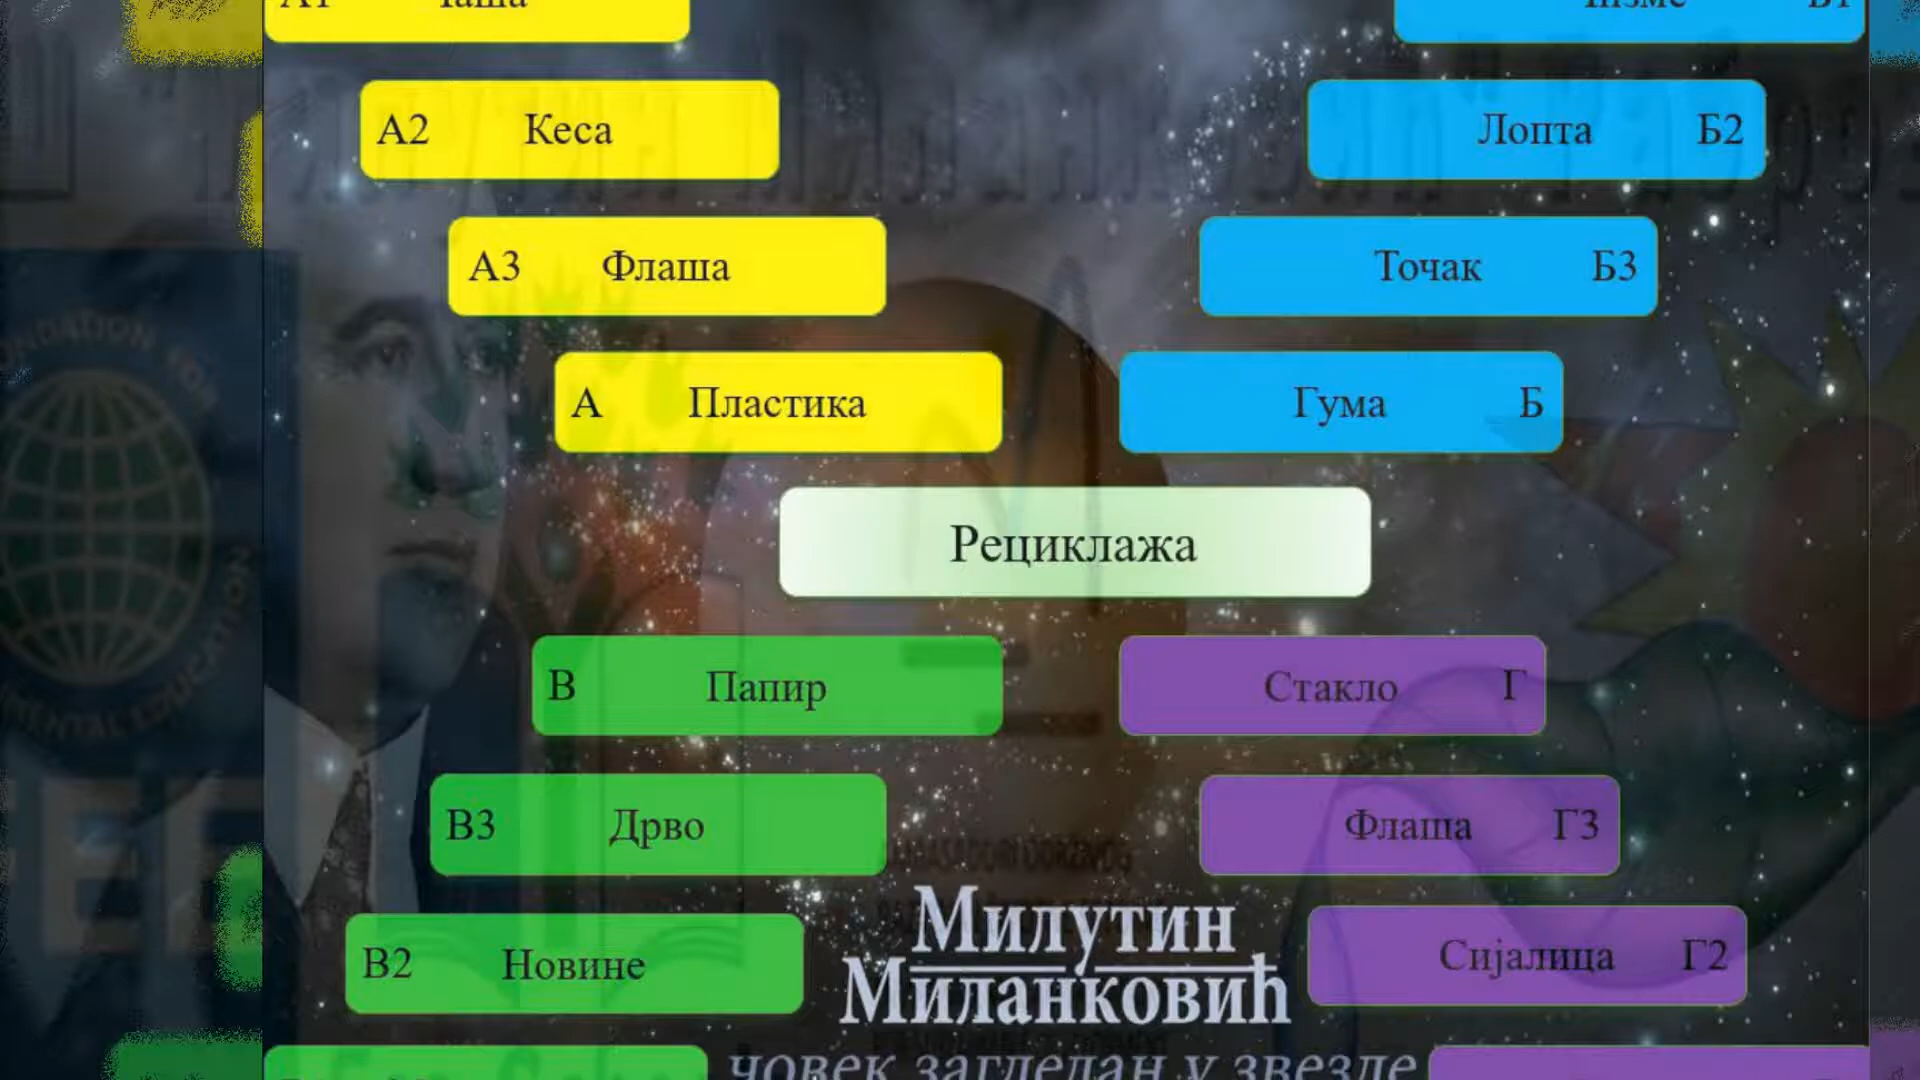 А2 Кеса
Лопта Б2
А3 Флаша
Точак Б3
А Пластика
Гума Б
Рециклажа
В Папир
Стакло Г
В3 Дрво
Флаша Г3
В2 Новине
Сијалица Г2
Милутин
Миланковић
човек загледан у звезде